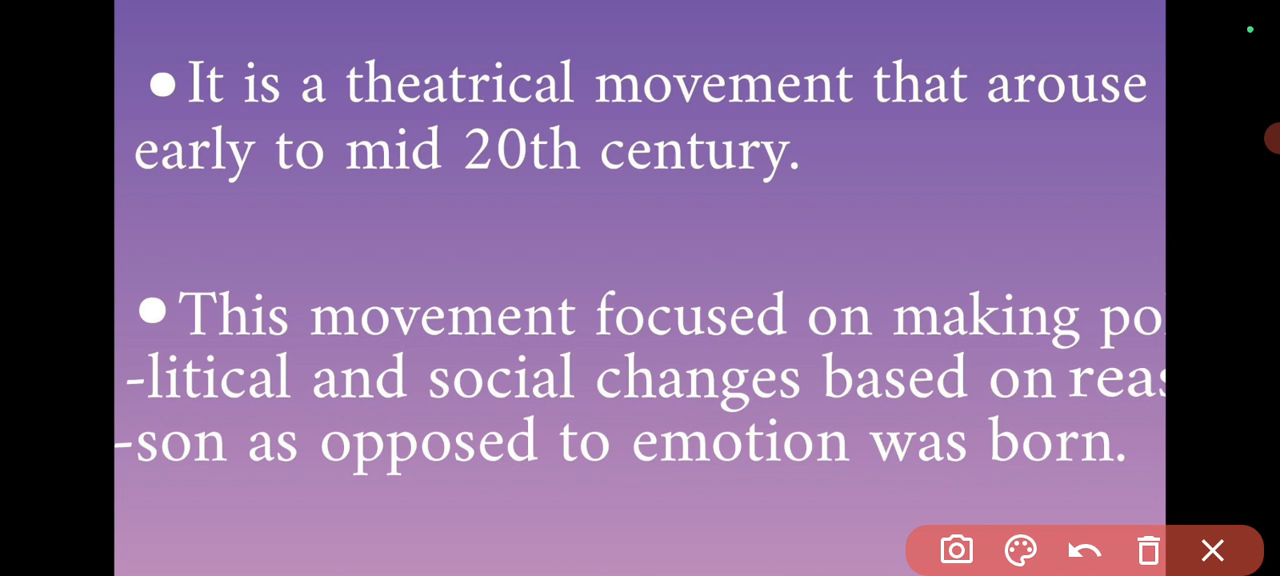 •It is a theatrical movement that arouse
early to mid 20th century.
•This movement focused on making po
-litical and social changes based on reas
-son as opposed to emotion was born.